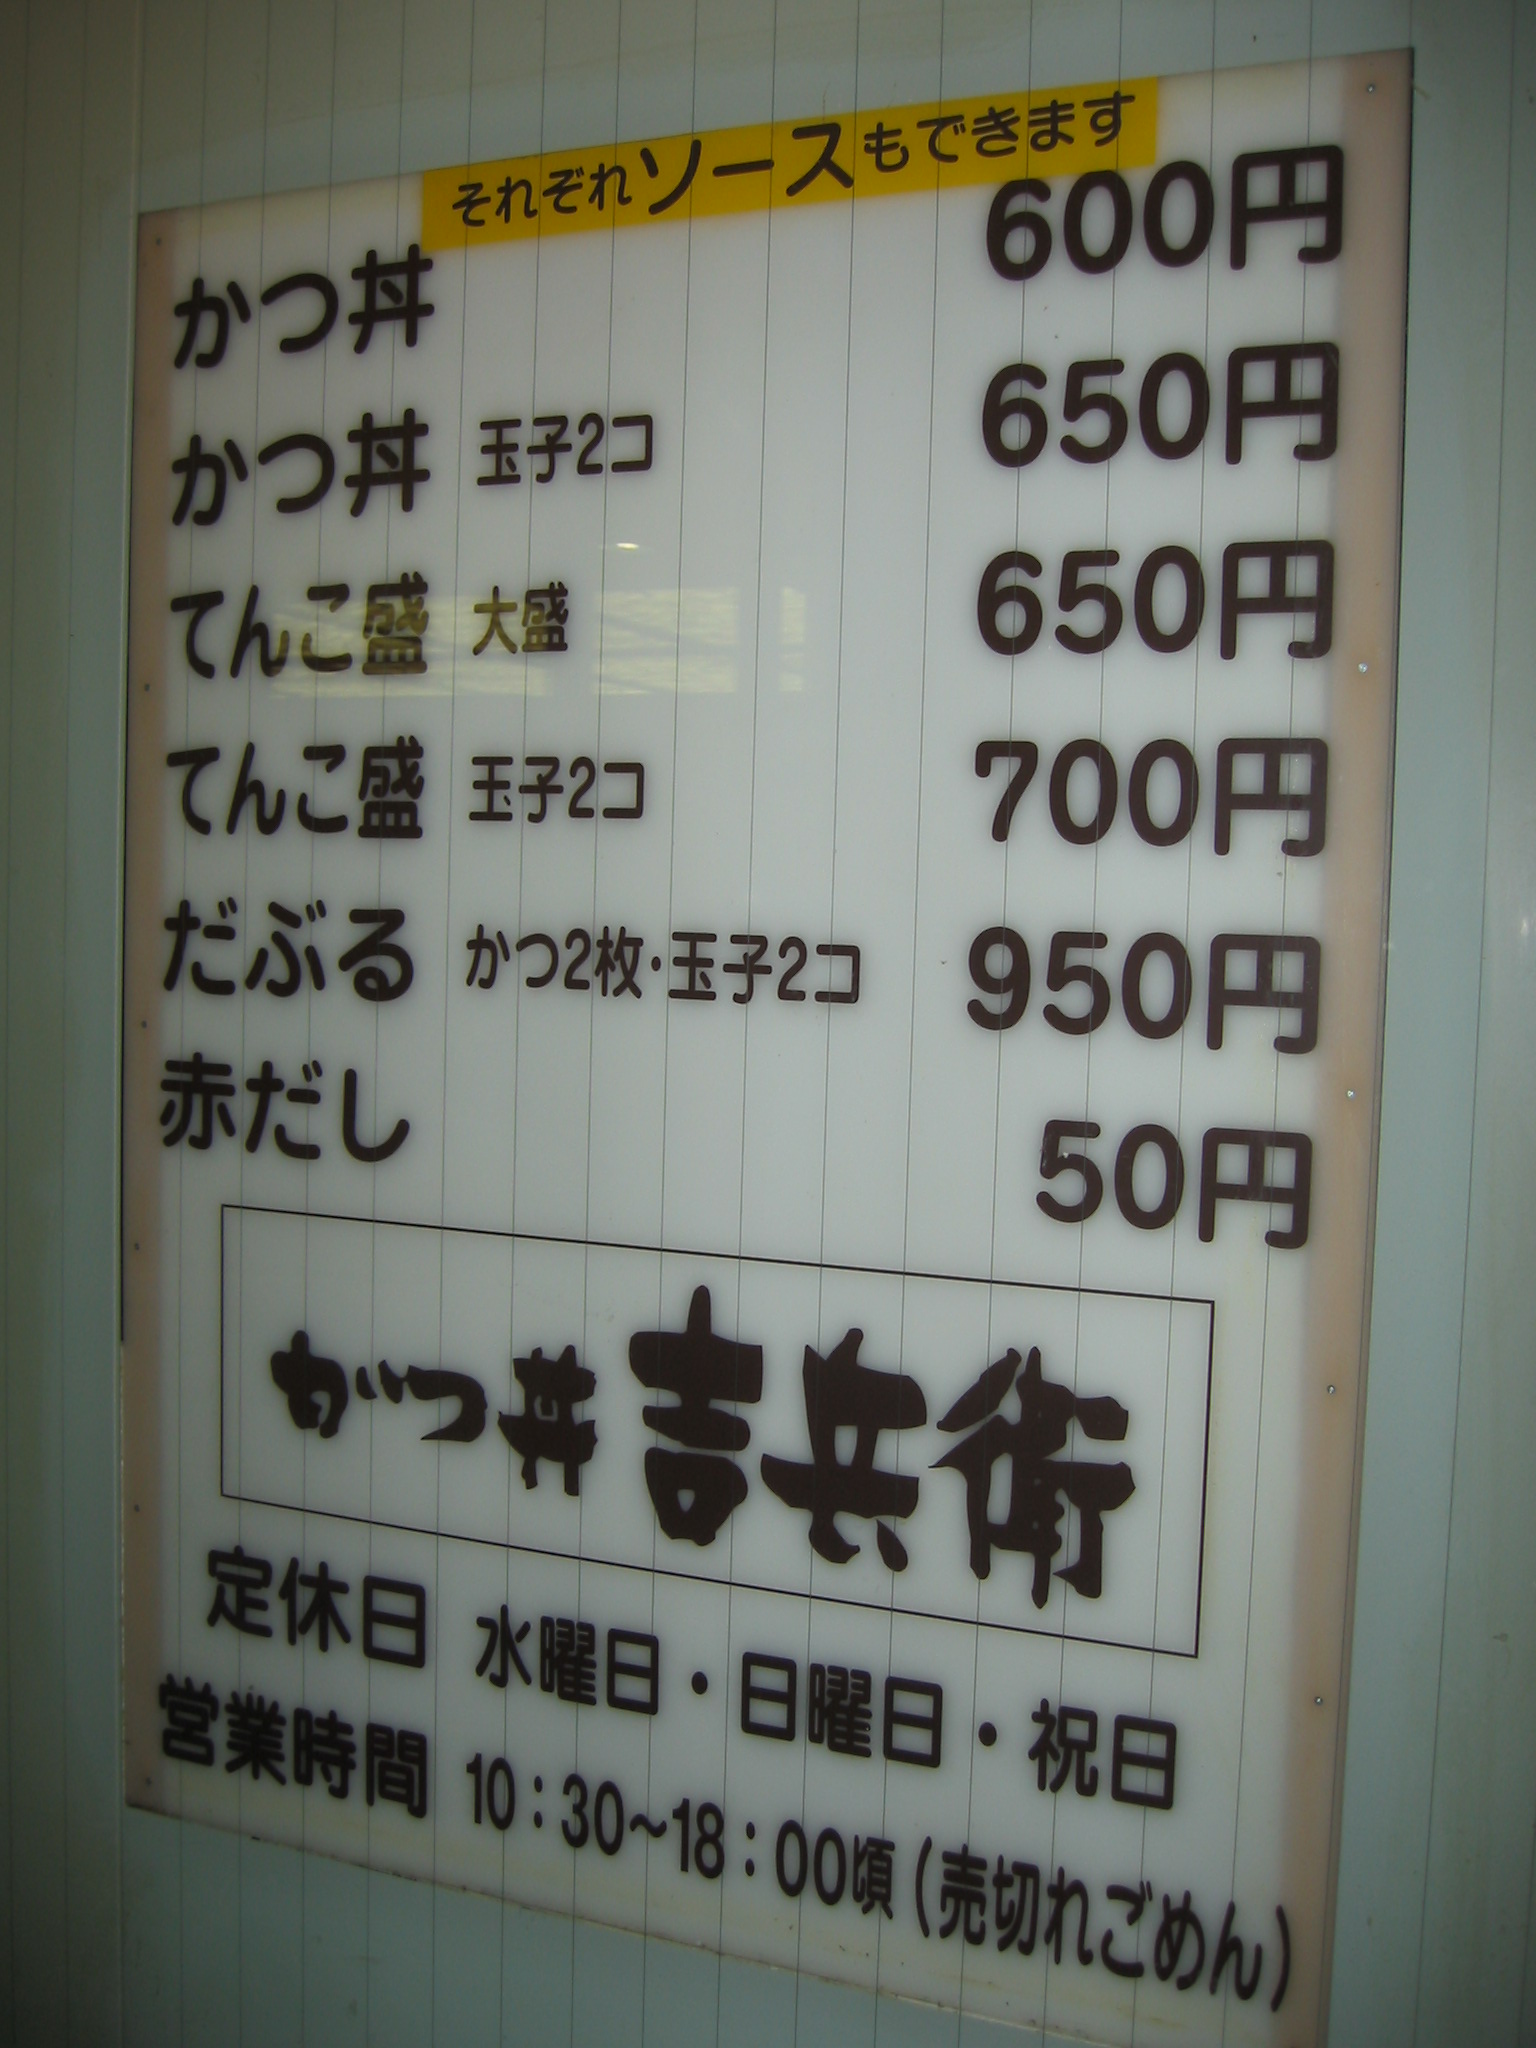 それぞれソースもできます
かつ丼 600円
かつ丼 玉子2コ 650円
てんこ盛 大盛 650円
てんこ盛 玉子2コ 700円
だぶる かつ2枚・玉子2コ 950円
赤だし 50円
かつ丼 吉兵衛
定休日 水曜日・日曜日・祝日
営業時間 10:30~18:00頃(売切れごめん)